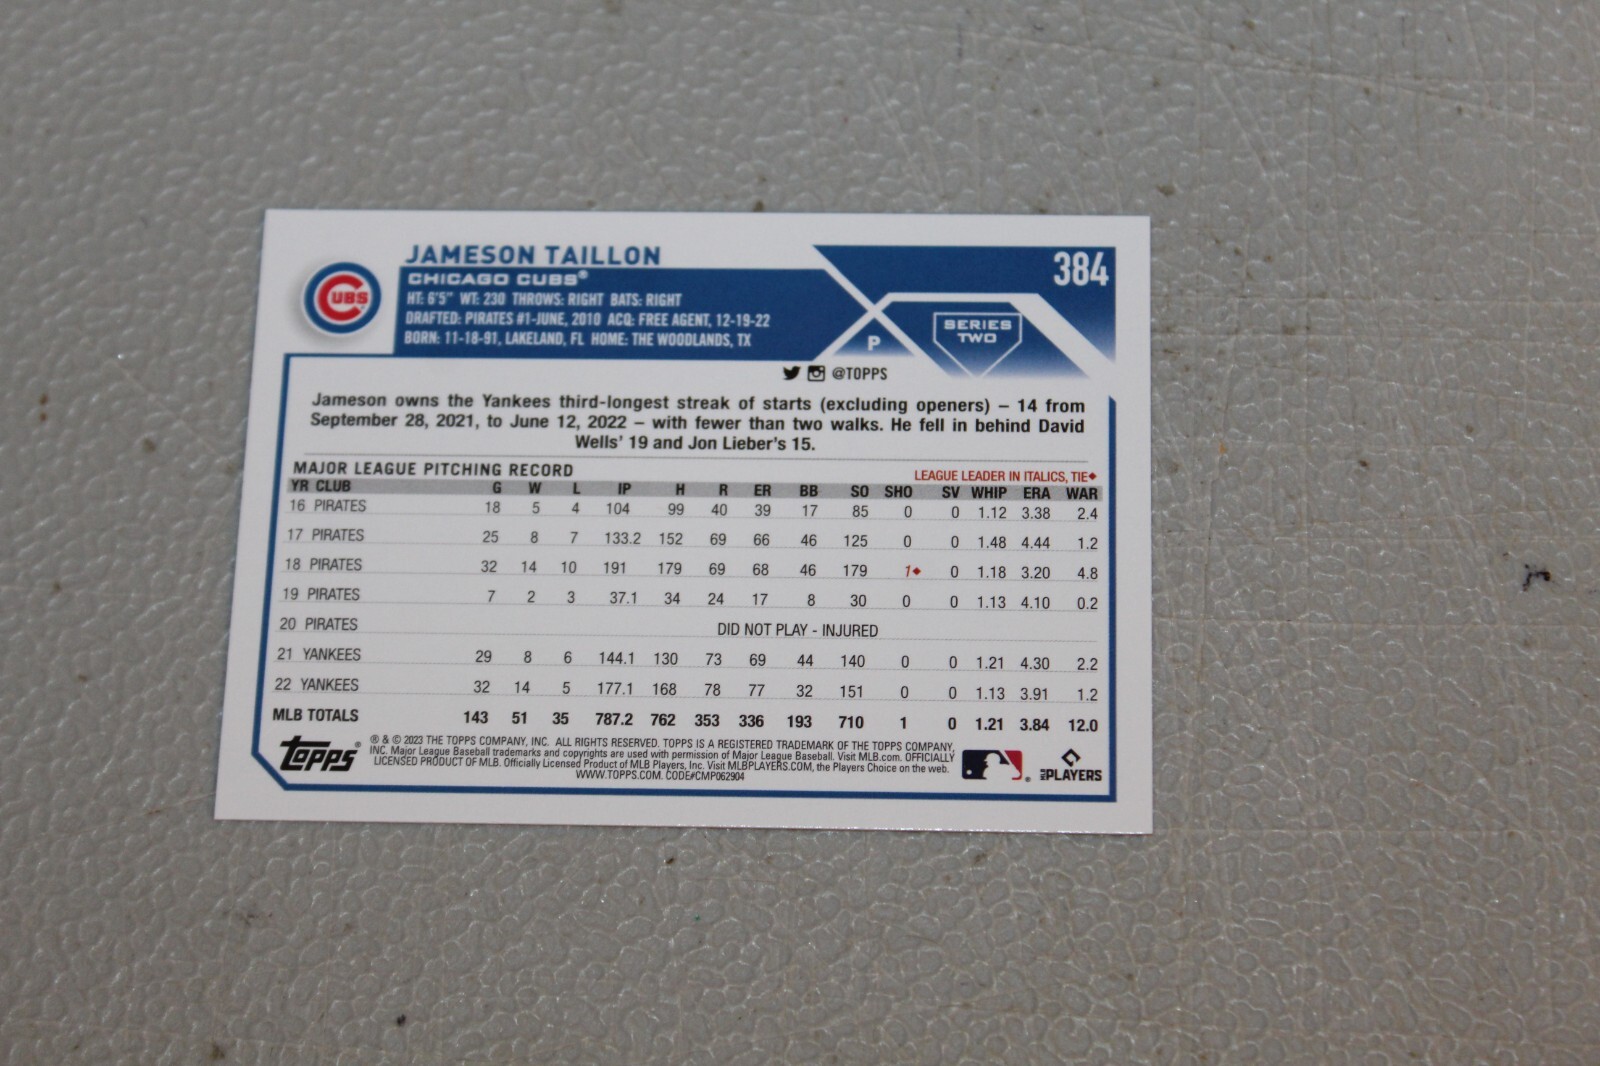 JAMESON TAILLON
384
CHICAGO CUBS®
CUBS
HT: 6'5" WT: 230 THROWS: RIGHT BATS: RIGHT
DRAFTED: PIRATES #1-JUNE, 2010 ACQ: FREE AGENT, 12-19-22
BORN: 11-18-91, LAKELAND, FL HOME: THE WOODLANDS, TX
P
SERIES
TWO
@TOPPS
Jameson owns the Yankees third-longest streak of starts (excluding openers) – 14 from
September 28, 2021, to June 12, 2022 – with fewer than two walks. He fell in behind David
Wells' 19 and Jon Lieber's 15.
MAJOR LEAGUE PITCHING RECORD
LEAGUE LEADER IN ITALICS, TIE◆
YR CLUB G W L IP H R ER BB SO SHO SV WHIP ERA WAR
16 PIRATES 18 5 4 104 99 40 39 17 85 0 0 1.12 3.38 2.4
17 PIRATES 25 8 7 133.2 152 69 66 46 125 0 0 1.48 4.44 1.2
18 PIRATES 32 14 10 191 179 69 68 46 179 1◆ 0 1.18 3.20 4.8
19 PIRATES 7 2 3 37.1 34 24 17 8 30 0 0 1.13 4.10 0.2
20 PIRATES DID NOT PLAY - INJURED
21 YANKEES 29 8 6 144.1 130 73 69 44 140 0 0 1.21 4.30 2.2
22 YANKEES 32 14 5 177.1 168 78 77 32 151 0 0 1.13 3.91 1.2
MLB TOTALS 143 51 35 787.2 762 353 336 193 710 1 0 1.21 3.84 12.0
Topps®
® & © 2023 THE TOPPS COMPANY, INC. ALL RIGHTS RESERVED. TOPPS IS A REGISTERED TRADEMARK OF THE TOPPS COMPANY,
INC. Major League Baseball trademarks and copyrights are used with permission of Major League Baseball. Visit MLB.com. OFFICIALLY
LICENSED PRODUCT OF MLB. Officially Licensed Product of MLB Players, Inc. Visit MLBPLAYERS.COM, the Players Choice on the web.
WWW.TOPPS.COM. CODE#CMP062904
MLB PLAYERS